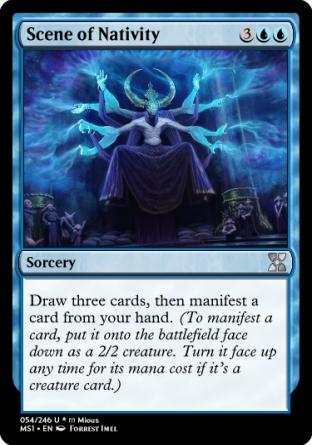 Scene of Nativity 3
Sorcery
Draw three cards, then manifest a
card from your hand. (To manifest a
card, put it onto the battlefield face
down as a 2/2 creature. Turn it face up
any time for its mana cost if it's a
creature card.)
054/246 U * m Mious
MSI • EN Forrest Imel